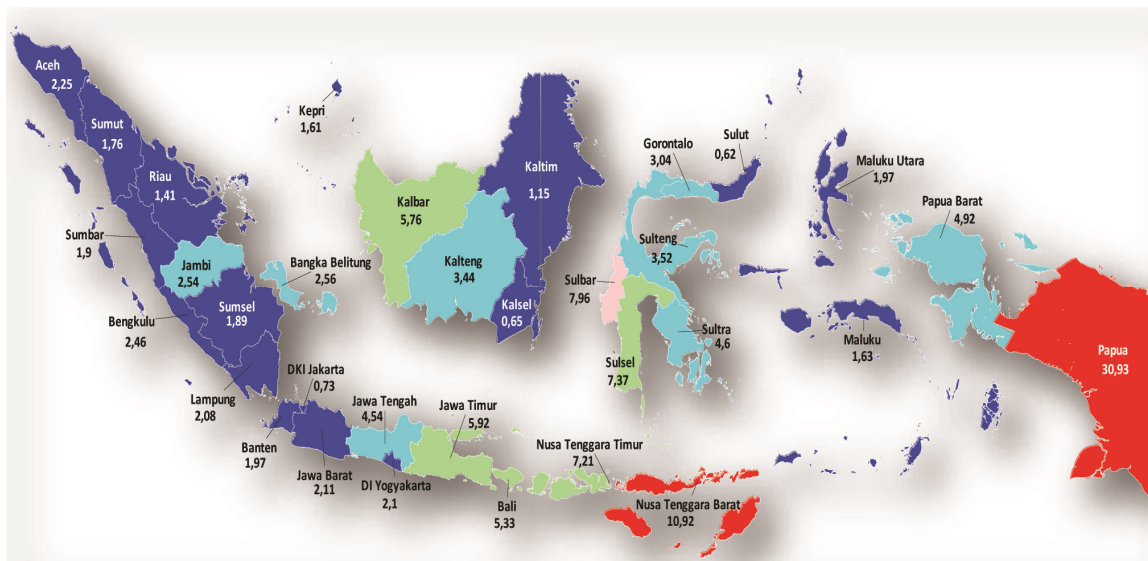 Aceh
2,25
Sumut
1,76
Riau
1,41
Kepri
1,61
Sumbar
1,9
Jambi
2,54
Bangka Belitung
2,56
Sumsel
1,89
Bengkulu
2,46
Lampung
2,08
DKI Jakarta
0,73
Banten
1,97
Jawa Barat
2,11
Jawa Tengah
4,54
DI Yogyakarta
2,1
Jawa Timur
5,92
Bali
5,33
Nusa Tenggara Timur
7,21
Nusa Tenggara Barat
10,92
Kalbar
5,76
Kalteng
3,44
Kaltim
1,15
Kalsel
0,65
Gorontalo
3,04
Sulut
0,62
Sulteng
3,52
Sulbar
7,96
Sulsel
7,37
Sultra
4,6
Maluku Utara
1,97
Maluku
1,63
Papua Barat
4,92
Papua
30,93